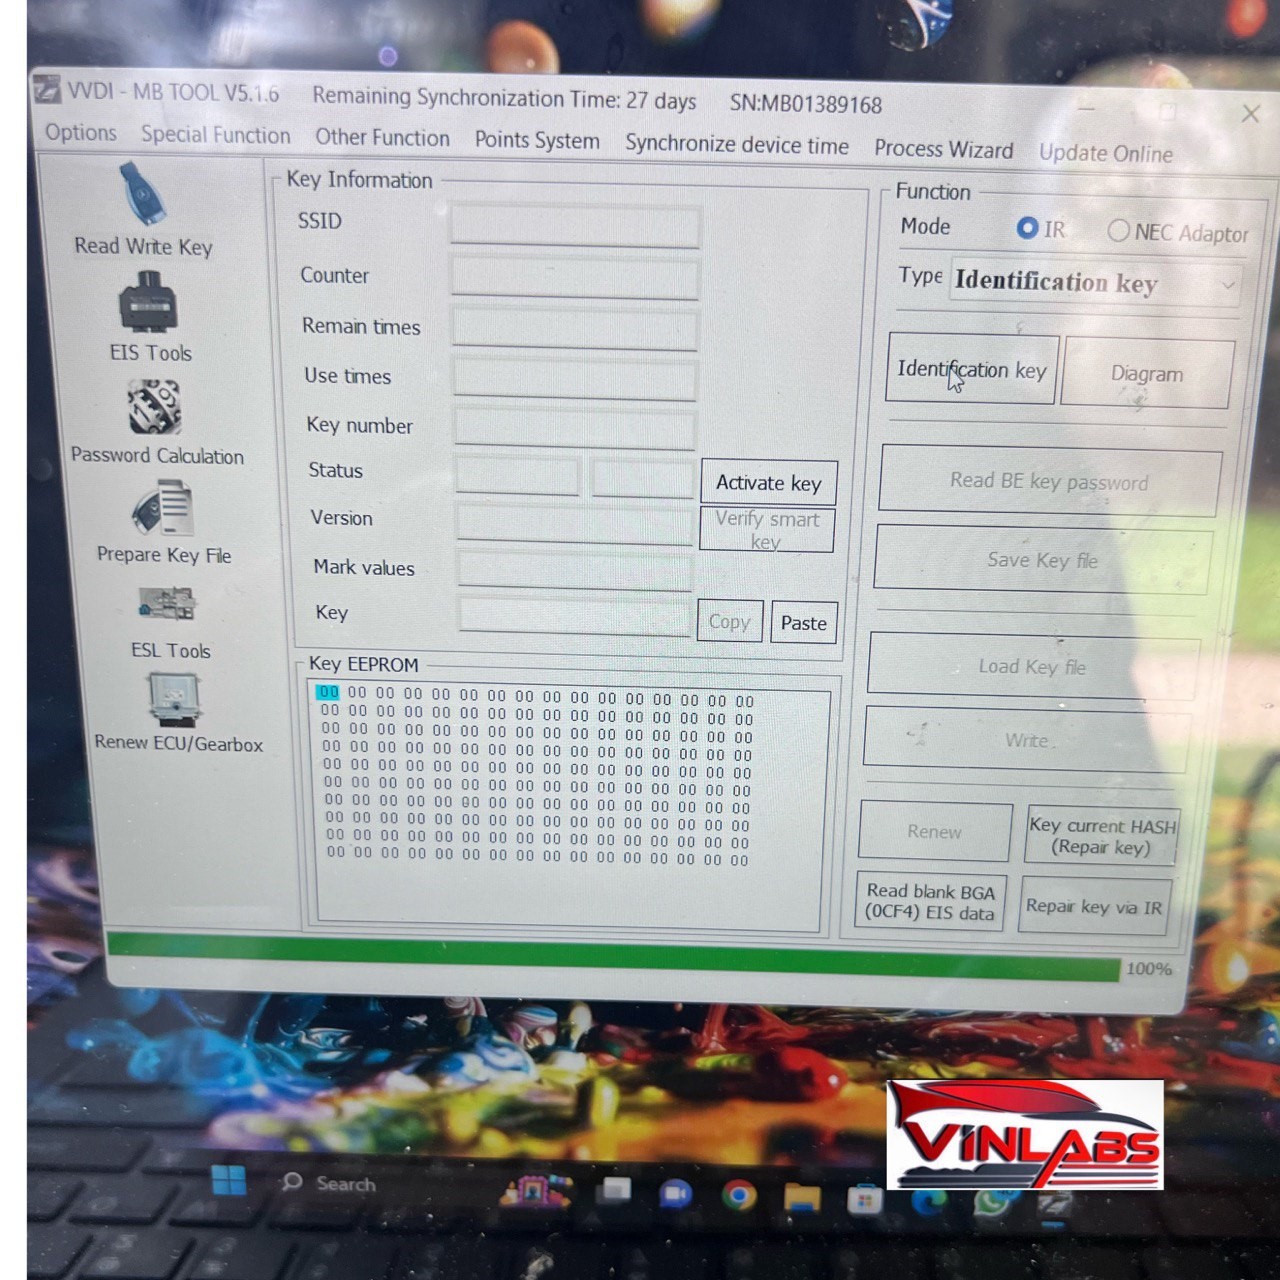 VVDI - MB TOOL V5.1.6 Remaining Synchronization Time: 27 days SN:MB01389168
Options Special Function Other Function Points System Synchronize device time Process Wizard Update Online
Read Write Key
EIS Tools
Password Calculation
Prepare Key File
ESL Tools
Renew ECU/Gearbox
Key Information
SSID
Counter
Remain times
Use times
Key number
Status
Activate key
Version
Verify smart
key
Mark values
Key
Copy
Paste
Key EEPROM
00 00 00 00 00 00 00 00 00 00 00 00 00 00 00 00
00 00 00 00 00 00 00 00 00 00 00 00 00 00 00 00
00 00 00 00 00 00 00 00 00 00 00 00 00 00 00 00
00 00 00 00 00 00 00 00 00 00 00 00 00 00 00 00
00 00 00 00 00 00 00 00 00 00 00 00 00 00 00 00
00 00 00 00 00 00 00 00 00 00 00 00 00 00 00 00
00 00 00 00 00 00 00 00 00 00 00 00 00 00 00 00
00 00 00 00 00 00 00 00 00 00 00 00 00 00 00 00
00 00 00 00 00 00 00 00 00 00 00 00 00 00 00 00
00 00 00 00 00 00 00 00 00 00 00 00 00 00 00 00
Function
Mode IR NEC Adaptor
Type Identification key
Identification key
Diagram
Read BE key password
Save Key file
Load Key file
Write
Renew
Key current HASH
(Repair key)
Read blank BGA
(0CF4) EIS data
Repair key via IR
100%
VINLABS
Search